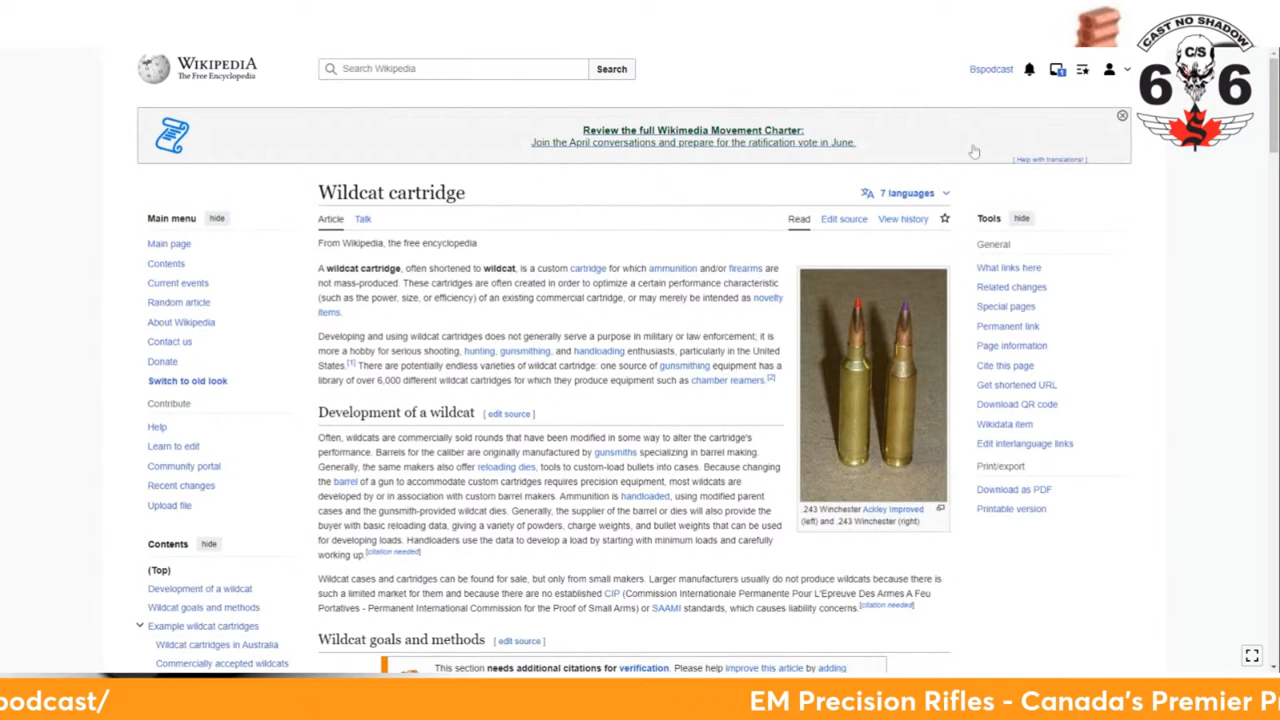 CAST NO SHADOW
C/S
6 6
S
WIKIPEDIA
The Free Encyclopedia
Search Wikipedia
Search
Bspodcast
Review the full Wikimedia Movement Charter:
Join the April conversations and prepare for the ratification vote in June.
[ Help with translations! ]
Wildcat cartridge
7 languages
Article Talk
Read Edit source View history
From Wikipedia, the free encyclopedia
Main menu hide
Main page
Contents
Current events
Random article
About Wikipedia
Contact us
Donate
Switch to old look
Contribute
Help
Learn to edit
Community portal
Recent changes
Upload file
Contents hide
(Top)
Development of a wildcat
Wildcat goals and methods
Example wildcat cartridges
Wildcat cartridges in Australia
Commercially accepted wildcats
A wildcat cartridge, often shortened to wildcat, is a custom cartridge for which ammunition and/or firearms are
not mass-produced. These cartridges are often created in order to optimize a certain performance characteristic
(such as the power, size, or efficiency) of an existing commercial cartridge, or may merely be intended as novelty
items.
Developing and using wildcat cartridges does not generally serve a purpose in military or law enforcement; it is
more a hobby for serious shooting, hunting, gunsmithing, and handloading enthusiasts, particularly in the United
States.[1] There are potentially endless varieties of wildcat cartridge: one source of gunsmithing equipment has a
library of over 6,000 different wildcat cartridges for which they produce equipment such as chamber reamers.[2]
Development of a wildcat [ edit source ]
Often, wildcats are commercially sold rounds that have been modified in some way to alter the cartridge's
performance. Barrels for the caliber are originally manufactured by gunsmiths specializing in barrel making.
Generally, the same makers also offer reloading dies, tools to custom-load bullets into cases. Because changing
the barrel of a gun to accommodate custom cartridges requires precision equipment, most wildcats are
developed by or in association with custom barrel makers. Ammunition is handloaded, using modified parent
cases and the gunsmith-provided wildcat dies. Generally, the supplier of the barrel or dies will also provide the
buyer with basic reloading data, giving a variety of powders, charge weights, and bullet weights that can be used
for developing loads. Handloaders use the data to develop a load by starting with minimum loads and carefully
working up.[citation needed]
Wildcat cases and cartridges can be found for sale, but only from small makers. Larger manufacturers usually do not produce wildcats because there is
such a limited market for them and because there are no established CIP (Commission Internationale Permanente Pour L'Epreuve Des Armes A Feu
Portatives - Permanent International Commission for the Proof of Small Arms) or SAAMI standards, which causes liability concerns.[citation needed]
Wildcat goals and methods [ edit source ]
This section needs additional citations for verification. Please help improve this article by adding
.243 Winchester Ackley Improved
(left) and .243 Winchester (right)
Tools hide
General
What links here
Related changes
Special pages
Permanent link
Page information
Cite this page
Get shortened URL
Download QR code
Wikidata item
Edit interlanguage links
Print/export
Download as PDF
Printable version
podcast/
EM Precision Rifles - Canada's Premier P